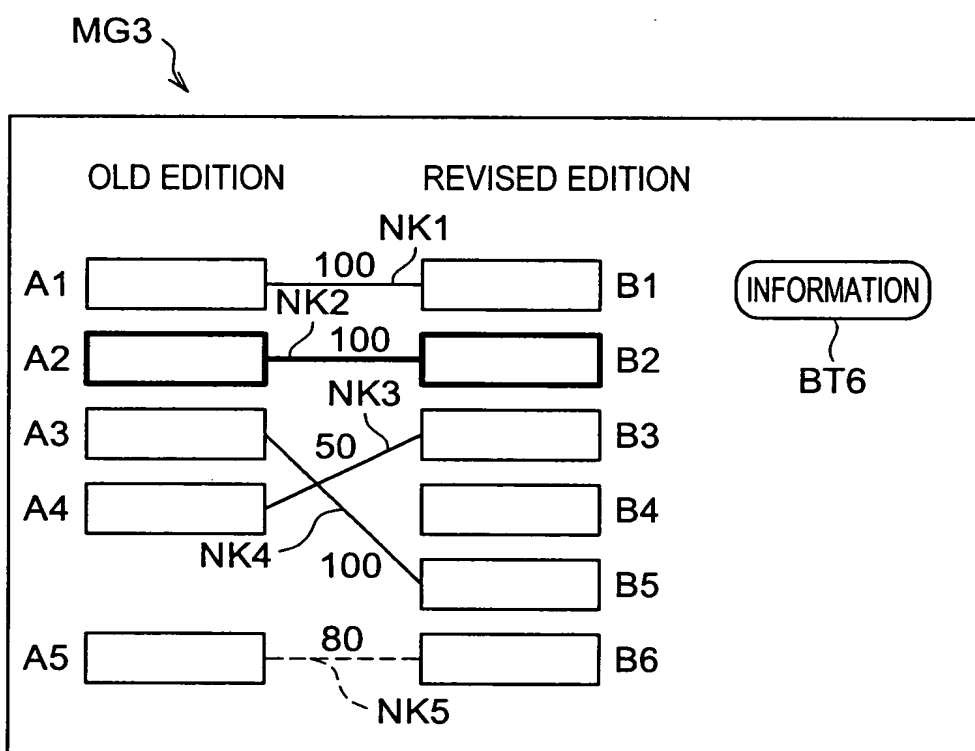 MG3
OLD EDITION REVISED EDITION
NK1
A1 100 B1 INFORMATION
NK2
A2 100 B2 BT6
NK3
A3 50 B3
A4 B4
NK4 100 B5
A5 80 B6
NK5